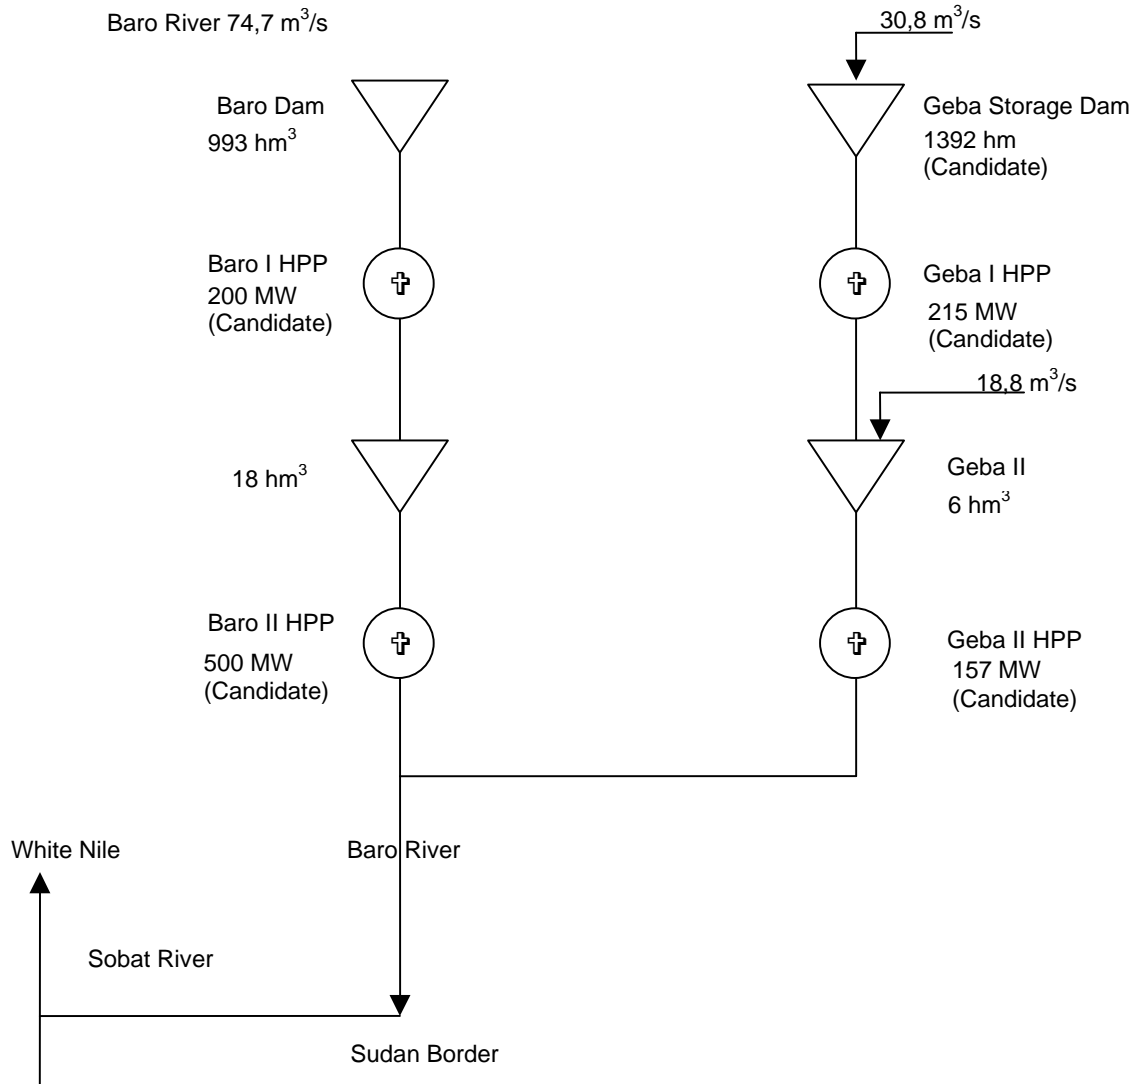 Baro River 74,7 m³/s
30,8 m³/s
Baro Dam
993 hm³
Geba Storage Dam
1392 hm
(Candidate)
Baro I HPP
200 MW
(Candidate)
Geba I HPP
215 MW
(Candidate)
18,8 m³/s
18 hm³
Geba II
6 hm³
Baro II HPP
500 MW
(Candidate)
Geba II HPP
157 MW
(Candidate)
White Nile
Baro River
Sobat River
Sudan Border